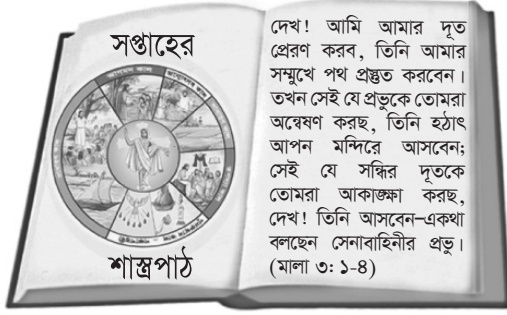 সপ্তাহের
শাস্ত্রপাঠ
দেখ! আমি আমার দূত
প্রেরণ করব, তিনি আমার
সম্মুখে পথ প্রস্তুত করবেন।
তখন সেই যে প্রভুকে তোমরা
অন্বেষণ করছ, তিনি হঠাৎ
আপন মন্দিরে আসবেন;
সেই যে সন্ধির দূতকে
তোমরা আকাঙ্ক্ষা করছ,
দেখ! তিনি আসবেন–একথা
বলছেন সেনাবাহিনীর প্রভু।
(মালা ৩: ১-৪)